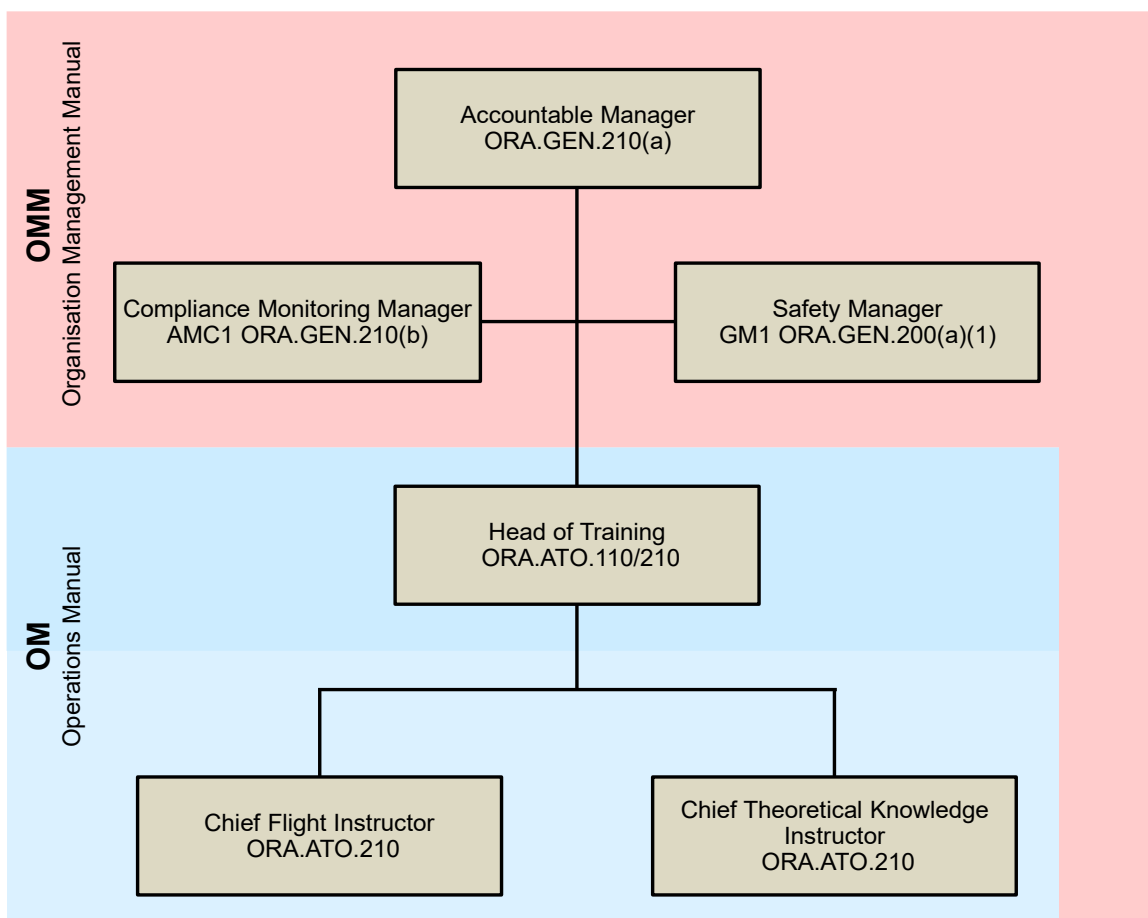 OMM
Organisation Management Manual
Accountable Manager
ORA.GEN.210(a)
Compliance Monitoring Manager
AMC1 ORA.GEN.210(b)
Safety Manager
GM1 ORA.GEN.200(a)(1)
OM
Operations Manual
Head of Training
ORA.ATO.110/210
Chief Flight Instructor
ORA.ATO.210
Chief Theoretical Knowledge
Instructor
ORA.ATO.210